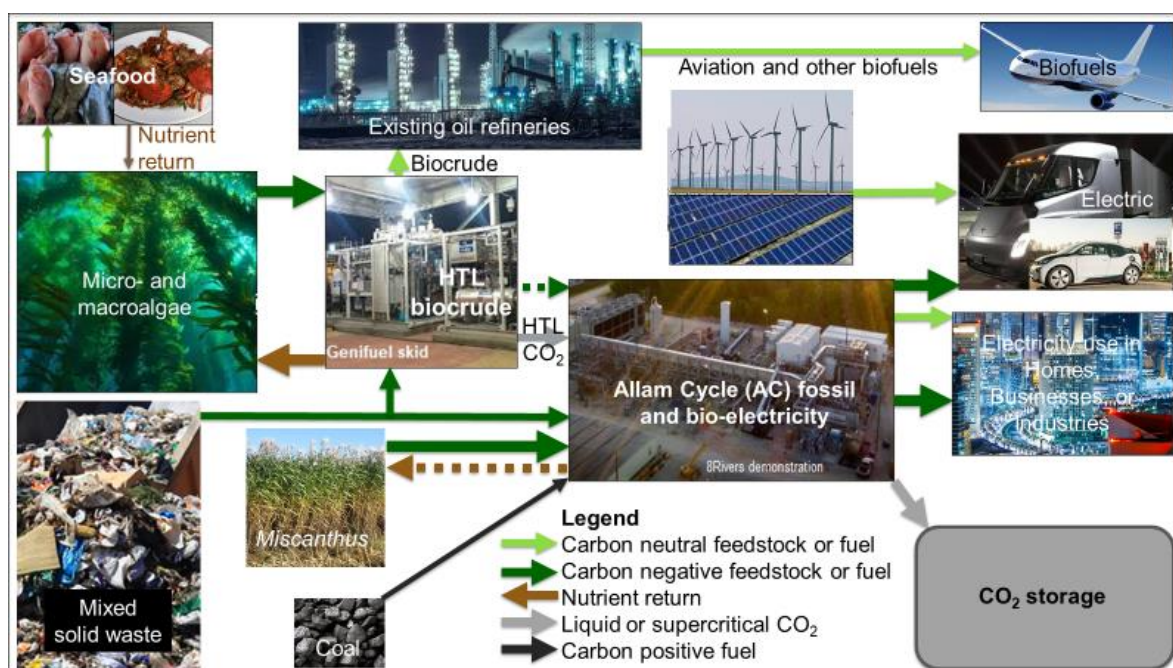 Seafood
Nutrient
return
Existing oil refineries
Aviation and other biofuels
Biofuels
Biocrude
Electric
Micro- and
macroalgae
HTL
biocrude
HTL
CO₂
Genifuel skid
Electricity use in
Homes,
Businesses, or
Industries
Allam Cycle (AC) fossil
and bio-electricity
8Rivers demonstration
Miscanthus
Mixed
solid waste
Coal
Legend
Carbon neutral feedstock or fuel
Carbon negative feedstock or fuel
Nutrient return
Liquid or supercritical CO₂
Carbon positive fuel
CO₂ storage